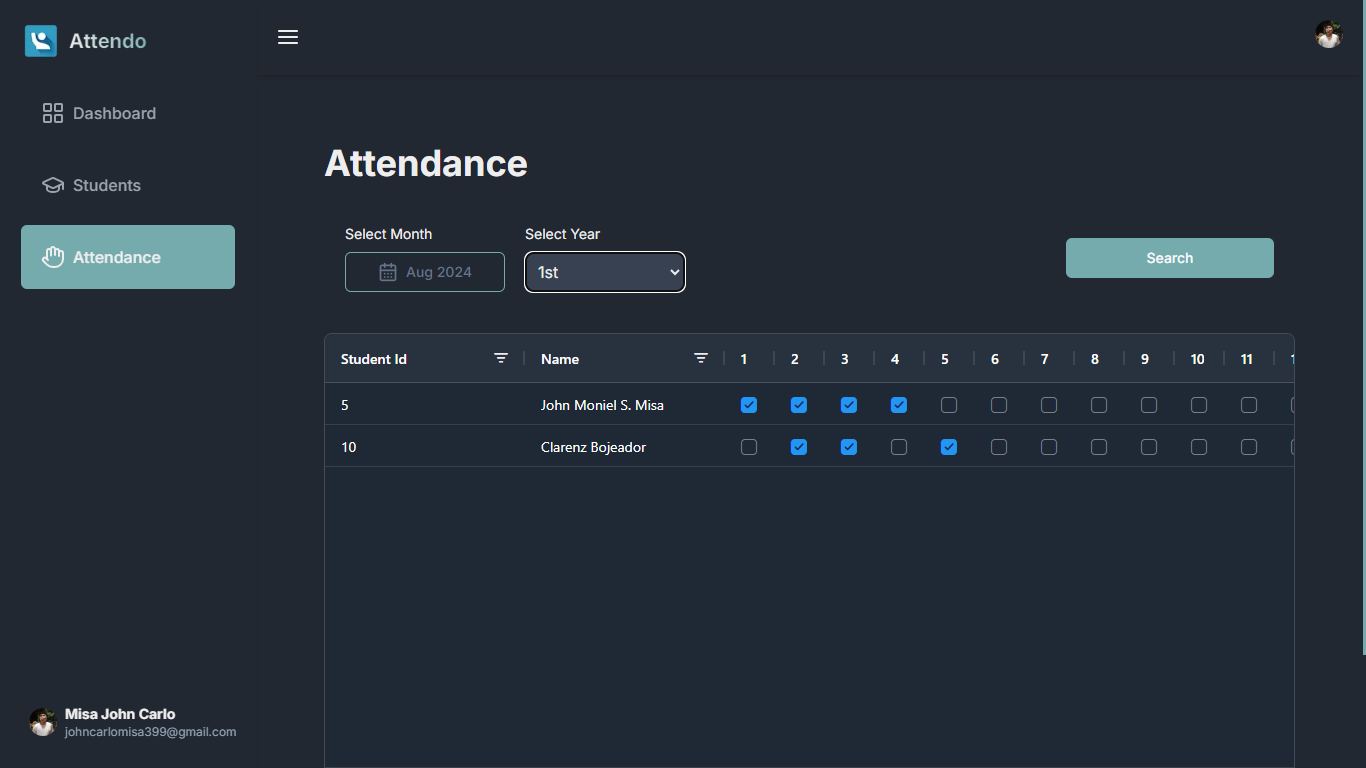 Attendo
Dashboard
Students
Attendance
Attendance
Select Month
Select Year
Aug 2024
1st
Search
Student Id Name 1 2 3 4 5 6 7 8 9 10 11
5 John Moniel S. Misa
10 Clarenz Bojeador
Misa John Carlo
johncarlomisa399@gmail.com